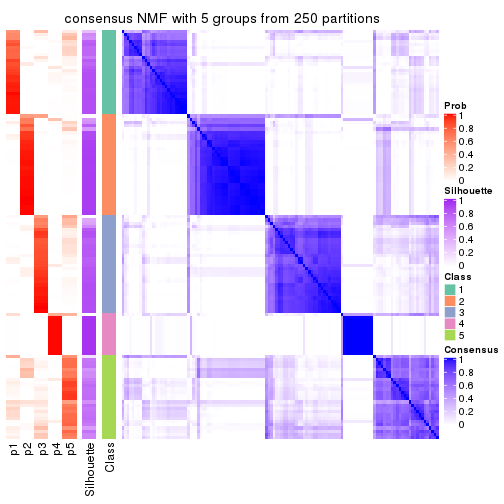 consensus NMF with 5 groups from 250 partitions
Prob
1
0.8
0.6
0.4
0.2
0
Silhouette
1
0.8
0.6
0.4
0.2
0
Class
1
2
3
4
5
Consensus
1
0.8
0.6
0.4
0.2
0
p1
p2
p3
p4
p5
Silhouette
Class